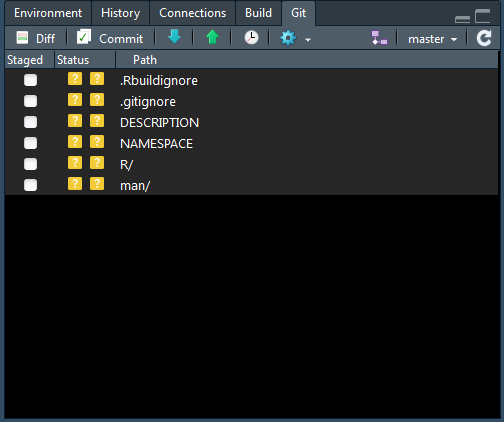 Environment History Connections Build Git
Diff Commit master
Staged Status Path
? ? .Rbuildignore
? ? .gitignore
? ? DESCRIPTION
? ? NAMESPACE
? ? R/
? ? man/